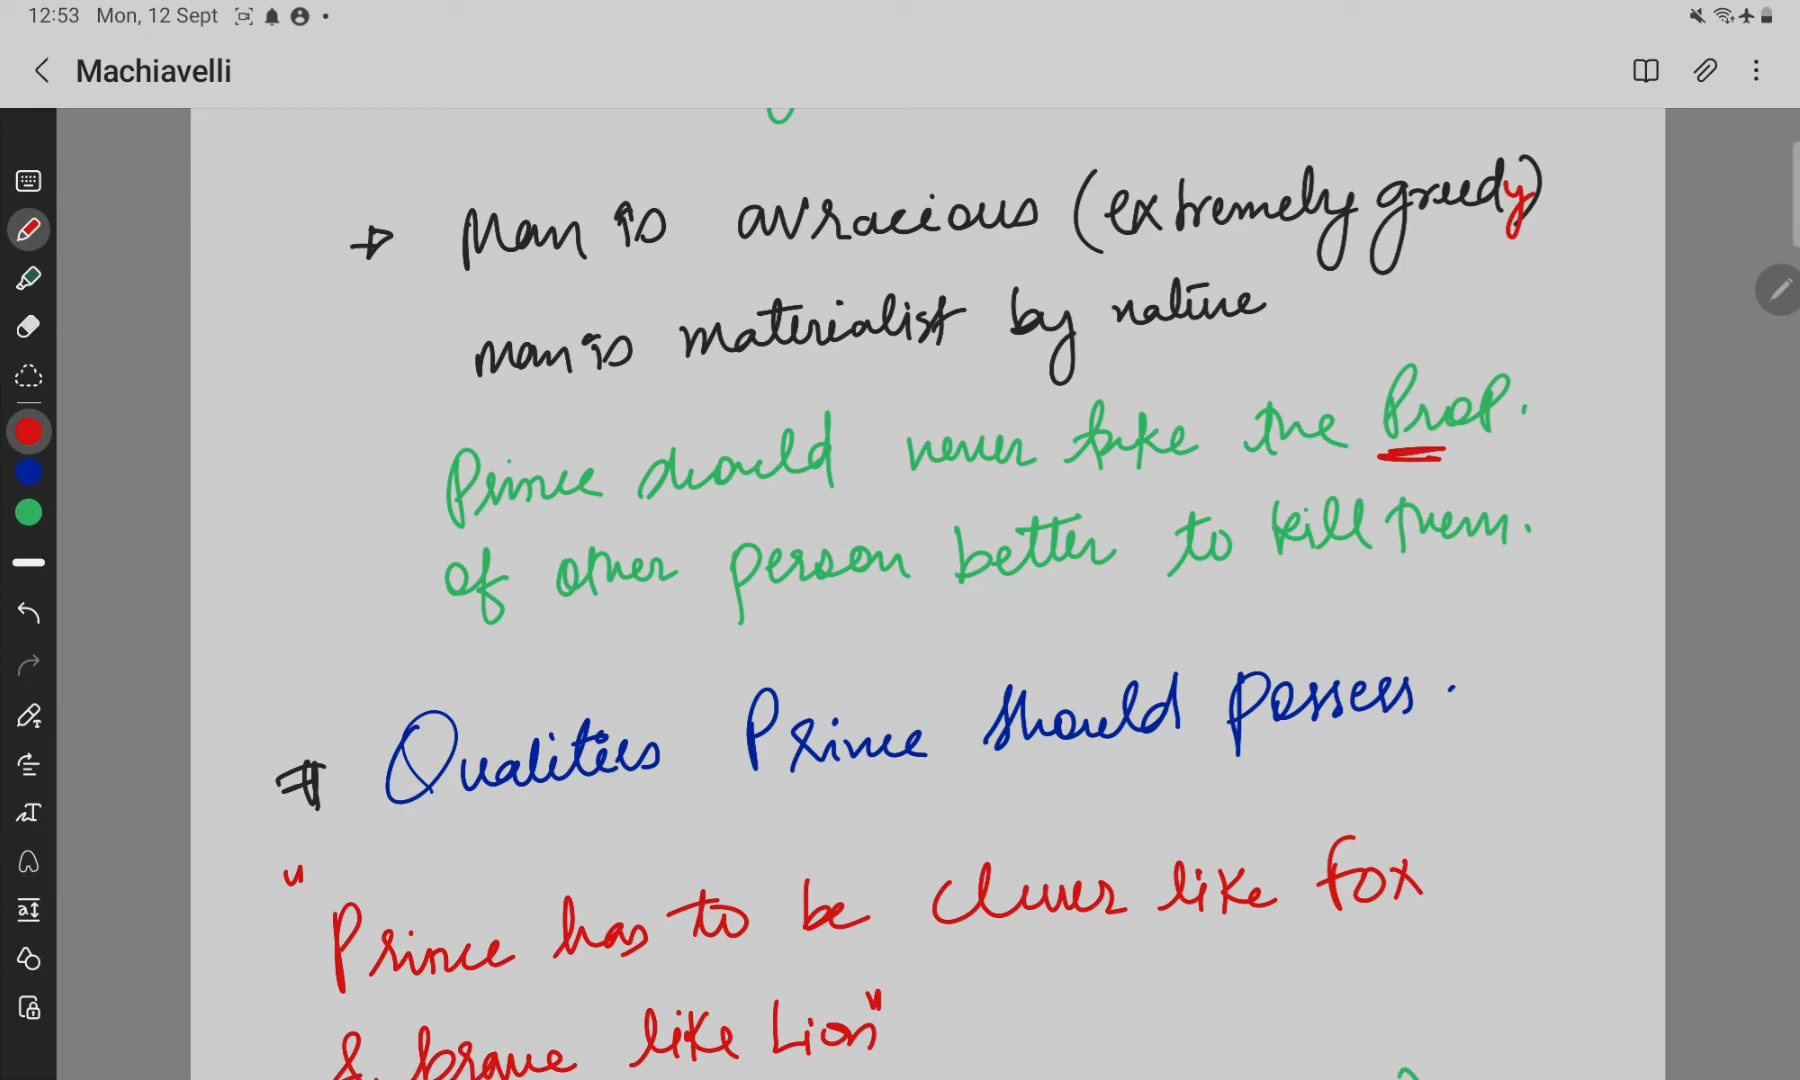 12:53 Mon, 12 Sept
Machiavelli
Man is avracious (extremely greedy)
man is materialist by nature
Prince should never take the Prop.
of other person better to kill them.
Qualities Prince should possess.
"Prince has to be clever like fox
& brave like Lion"